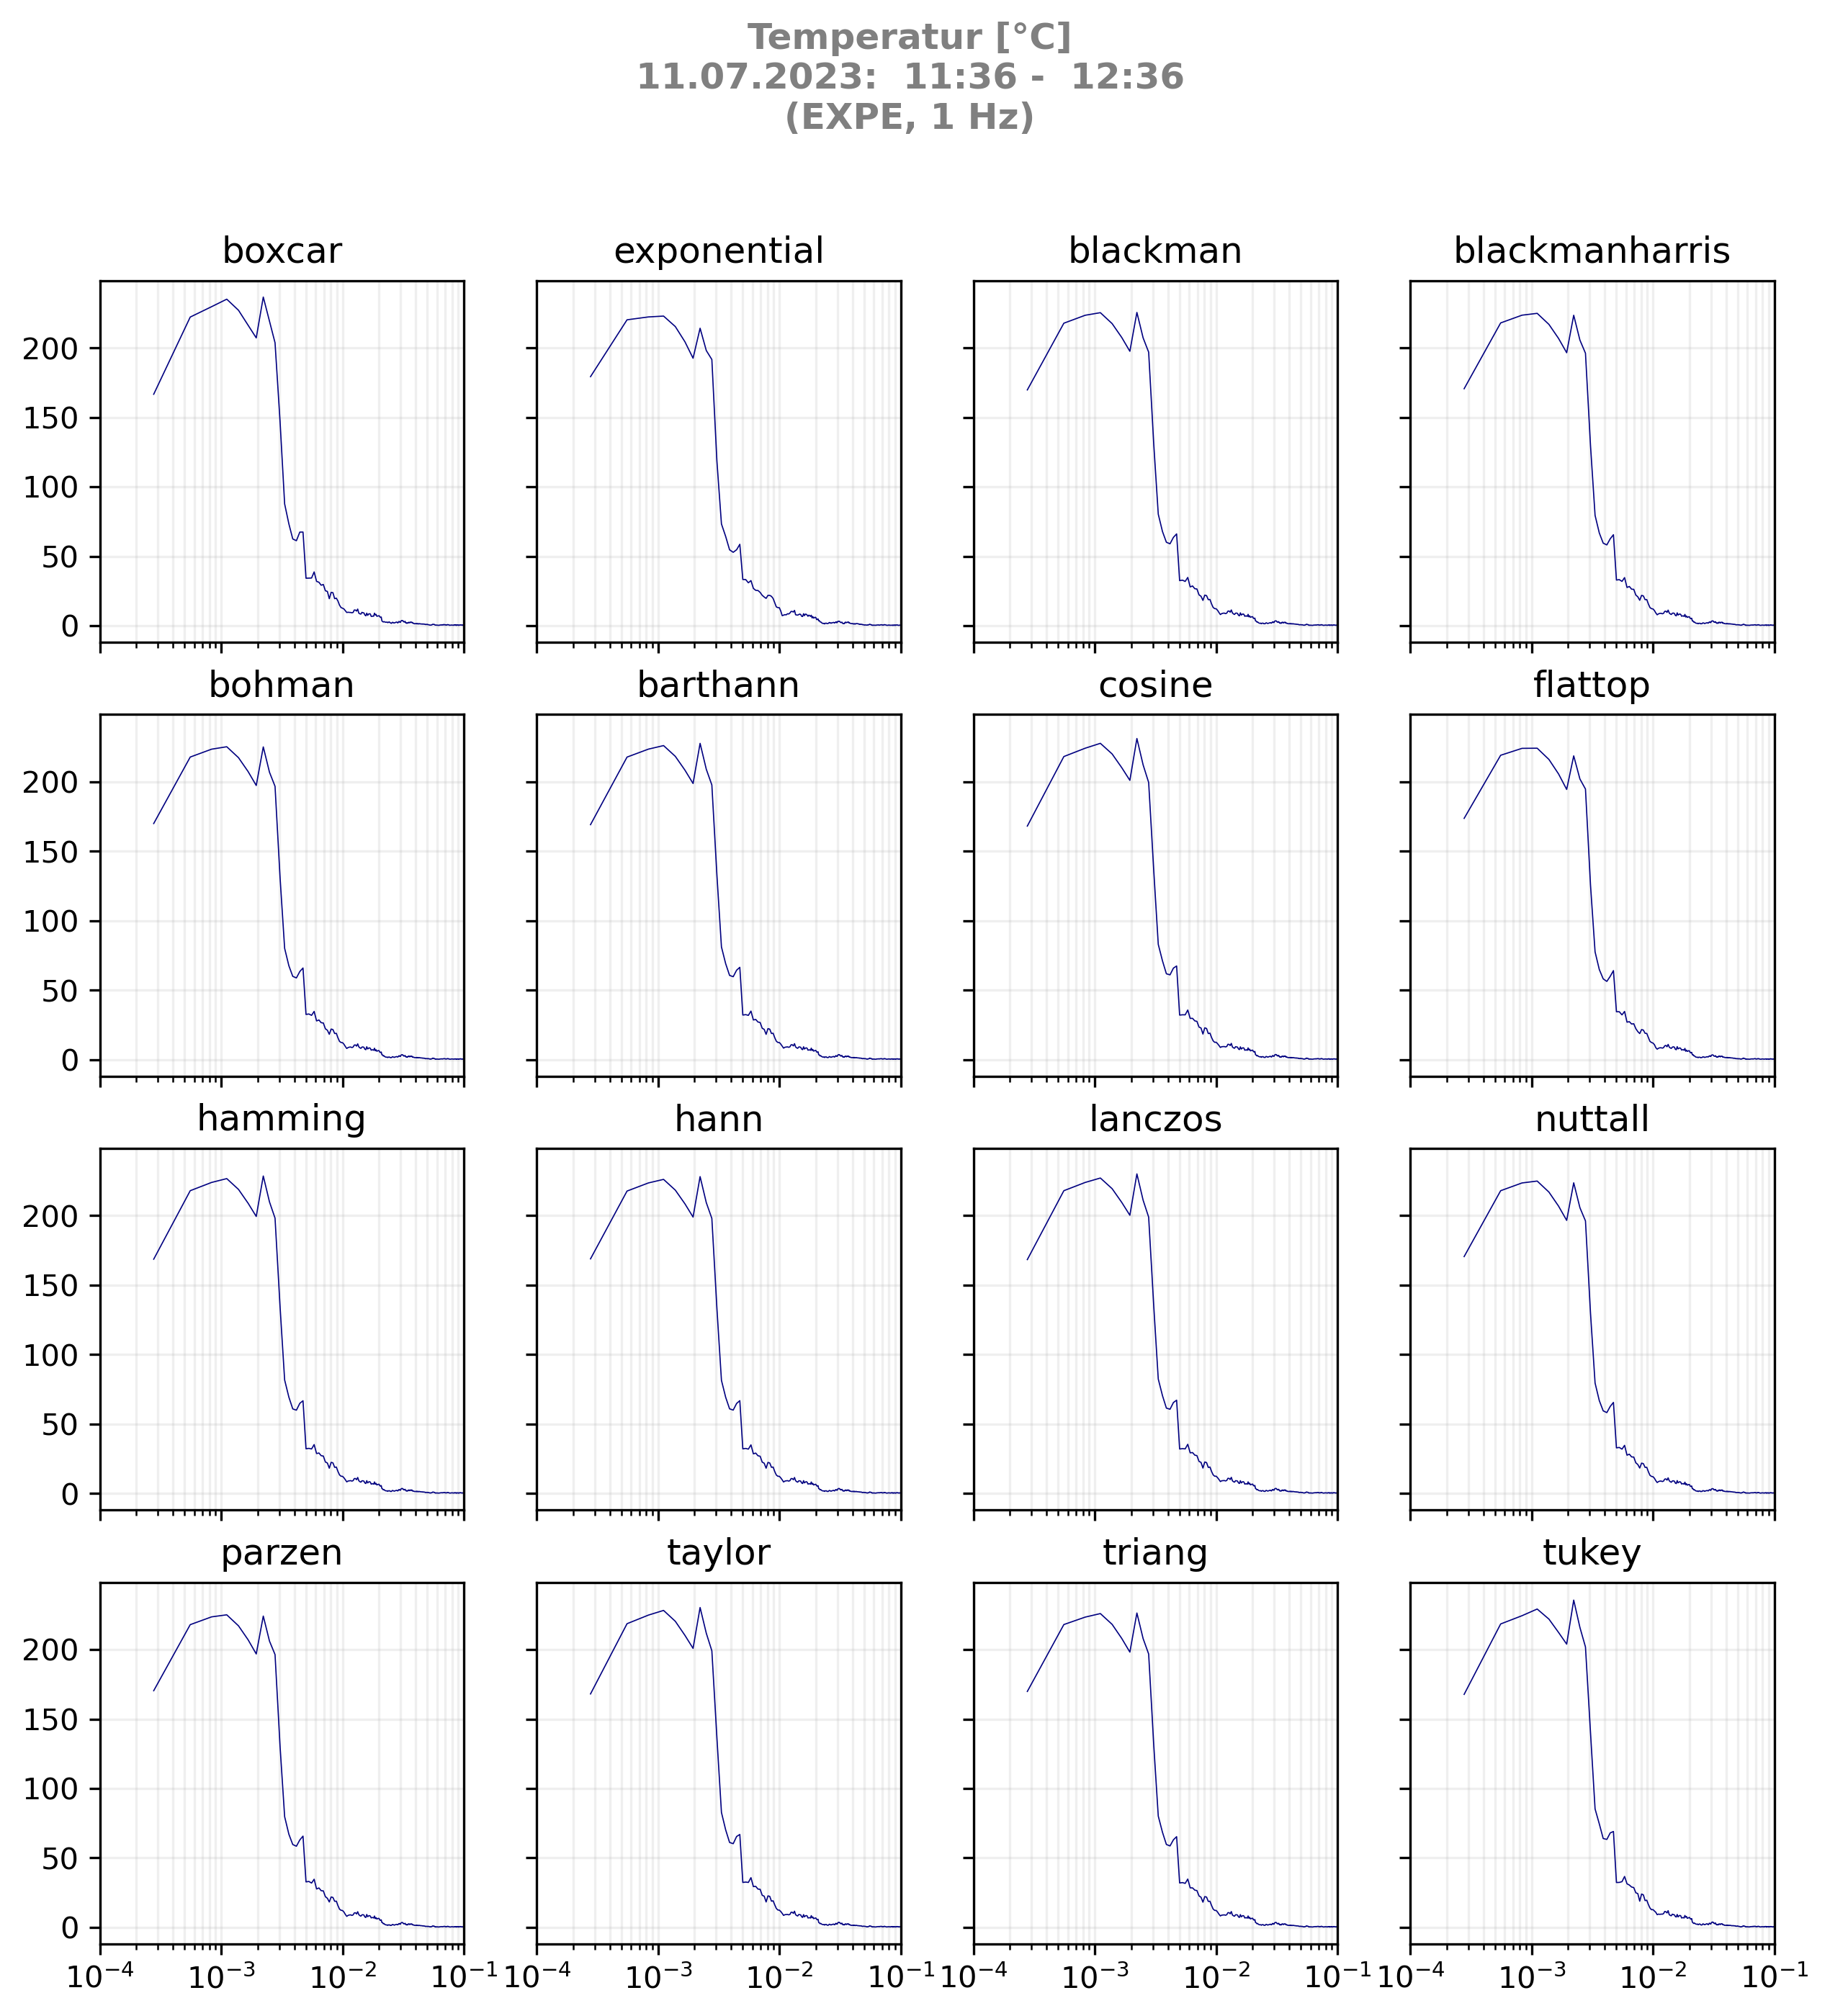 Temperatur [°C]
11.07.2023:  11:36 -  12:36
(EXPE, 1 Hz)
boxcar exponential blackman blackmanharris
200
150
100
50
0
bohman barthann cosine flattop
200
150
100
50
0
hamming hann lanczos nuttall
200
150
100
50
0
parzen taylor triang tukey
200
150
100
50
0
10⁻⁴ 10⁻³ 10⁻² 10⁻¹ 10⁻⁴ 10⁻³ 10⁻² 10⁻¹ 10⁻⁴ 10⁻³ 10⁻² 10⁻¹ 10⁻⁴ 10⁻³ 10⁻² 10⁻¹